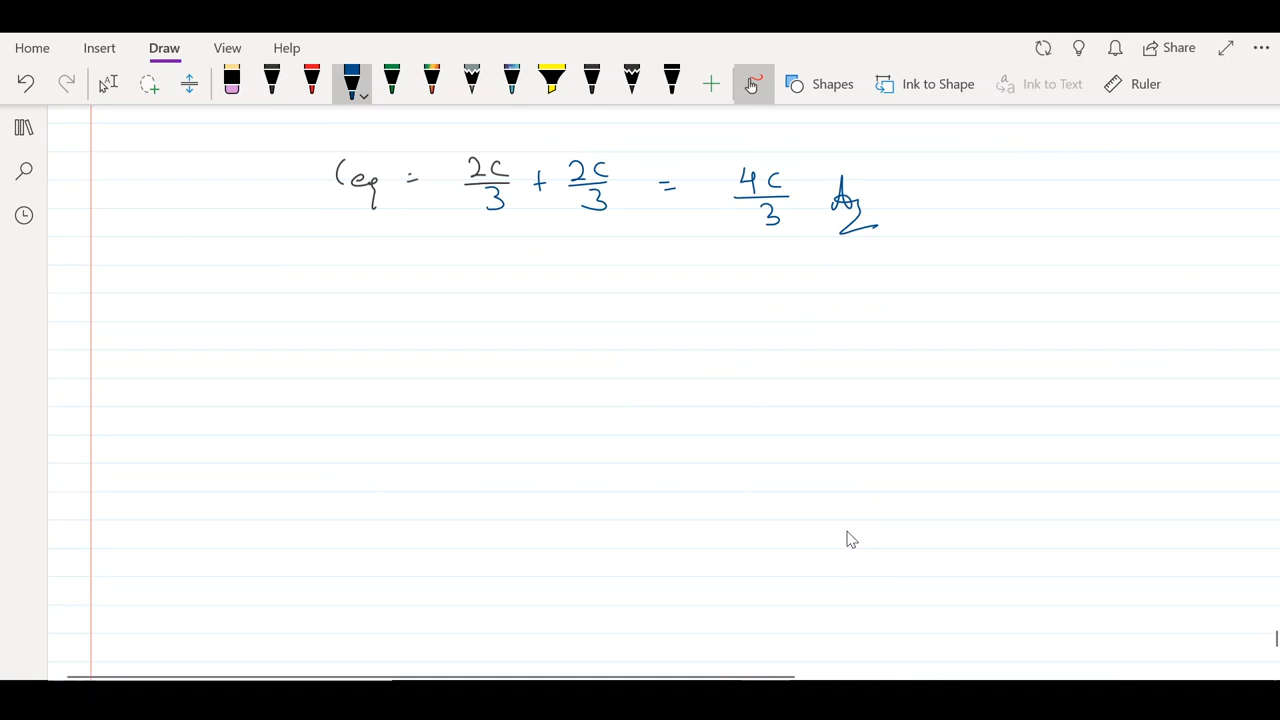 Home Insert Draw View Help Share
Shapes Ink to Shape Ink to Text Ruler
Ceq = 2C/3 + 2C/3 = 4C/3